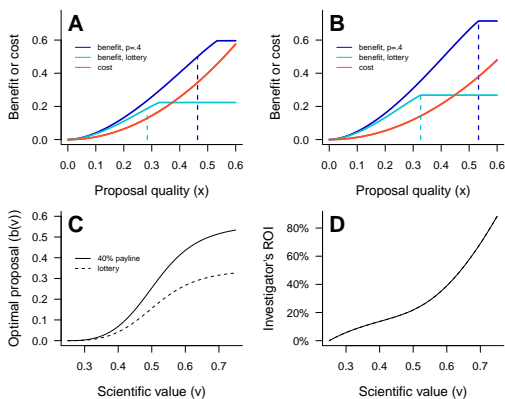 A
benefit, p=.4
benefit, lottery
cost
Benefit or cost
0.6
0.4
0.2
0.0
0.0 0.1 0.2 0.3 0.4 0.5 0.6
Proposal quality (x)
B
benefit, p=.4
benefit, lottery
cost
Benefit or cost
0.6
0.4
0.2
0.0
0.0 0.1 0.2 0.3 0.4 0.5 0.6
Proposal quality (x)
C
40% payline
lottery
Optimal proposal (b(v))
0.6
0.5
0.4
0.3
0.2
0.1
0.0
0.3 0.4 0.5 0.6 0.7
Scientific value (v)
D
Investigator's ROI
80%
60%
40%
20%
0%
0.3 0.4 0.5 0.6 0.7
Scientific value (v)